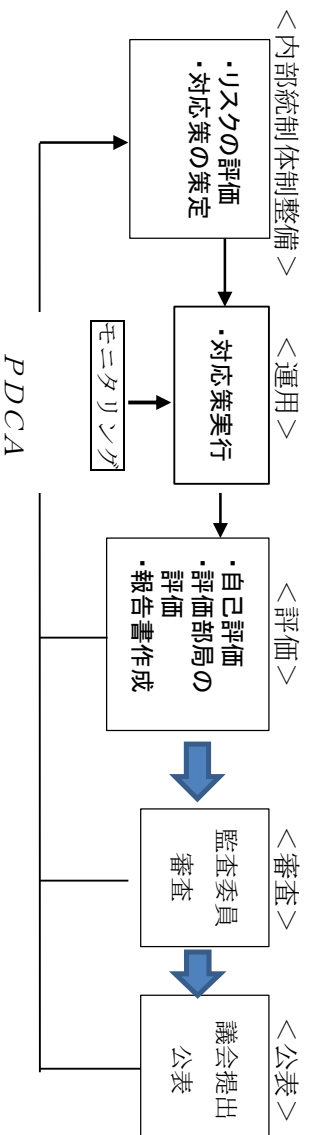 ＜内部統制体制整備＞
・リスクの評価
・対応策の策定
＜運用＞
・対応策実行
モニタリング
＜評価＞
・自己評価
・評価部局の
評価
・報告書作成
＜審査＞
監査委員
審査
＜公表＞
議会提出
公表
PDCA